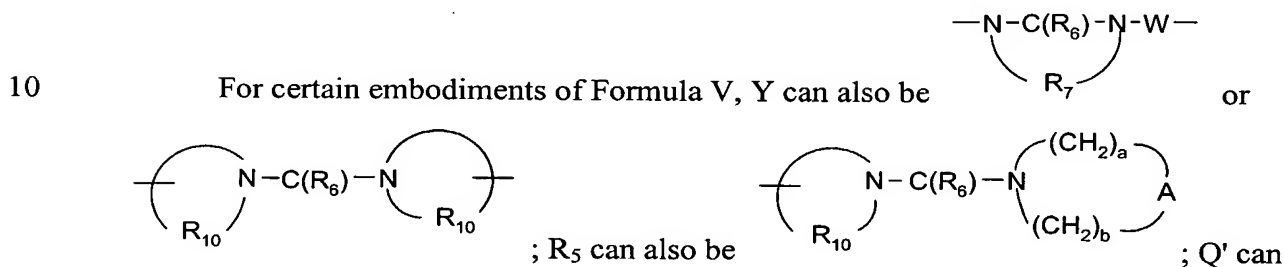 —N-C(R₆)-N-W—
R₇
10 For certain embodiments of Formula V, Y can also be or
N-C(R₆)-N R₁₀ R₁₀ ; R₅ can also be N-C(R₆)-N R₁₀ (CH₂)ₐ A (CH₂)b ; Q' can